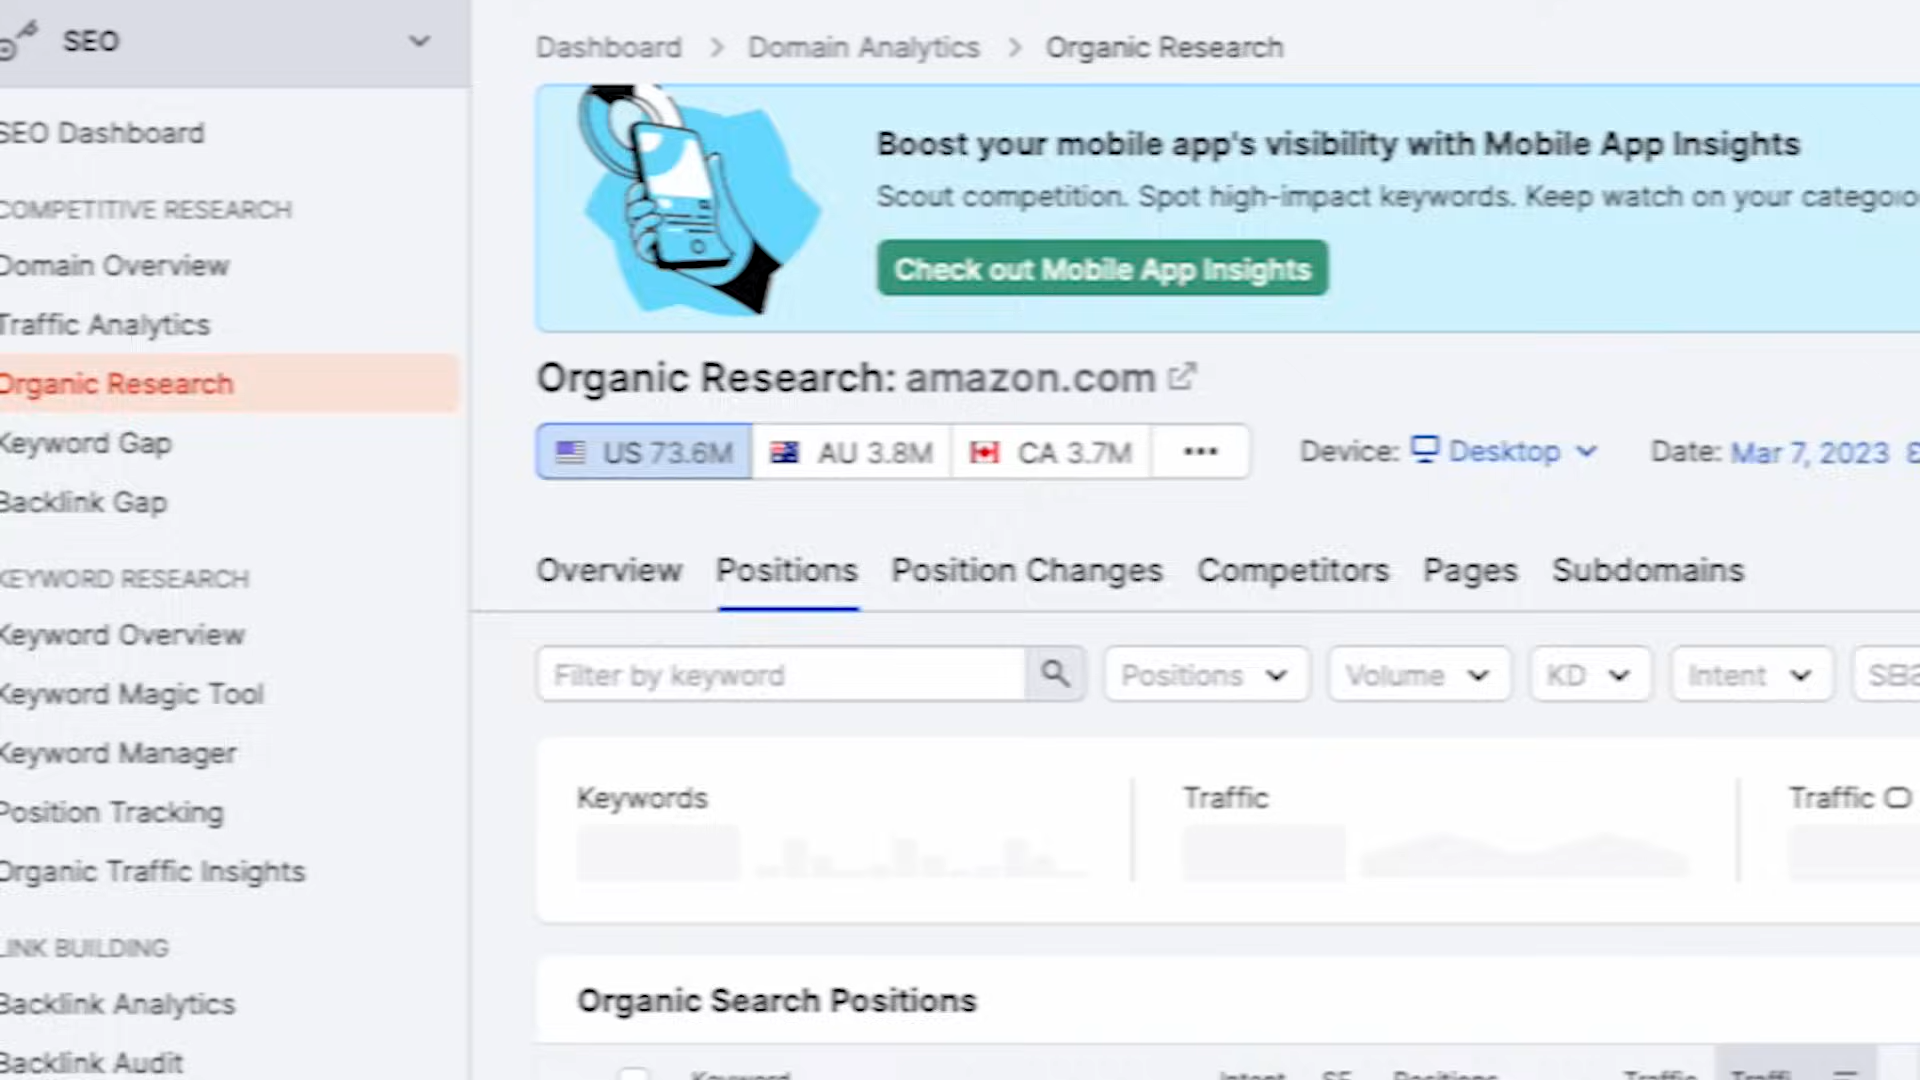 SEO
Dashboard > Domain Analytics > Organic Research
SEO Dashboard
COMPETITIVE RESEARCH
Domain Overview
Traffic Analytics
Organic Research
Keyword Gap
Backlink Gap
KEYWORD RESEARCH
Keyword Overview
Keyword Magic Tool
Keyword Manager
Position Tracking
Organic Traffic Insights
LINK BUILDING
Backlink Analytics
Backlink Audit
Boost your mobile app's visibility with Mobile App Insights
Scout competition. Spot high-impact keywords. Keep watch on your
Check out Mobile App Insights
Organic Research: amazon.com
US 73.6M AU 3.8M CA 3.7M ... Device: Desktop Date: Mar 7, 2023
Overview Positions Position Changes Competitors Pages Subdomains
Filter by keyword Positions Volume KD Intent
Keywords Traffic Traffic
Organic Search Positions
Keyword Intent SF Positions Traffic